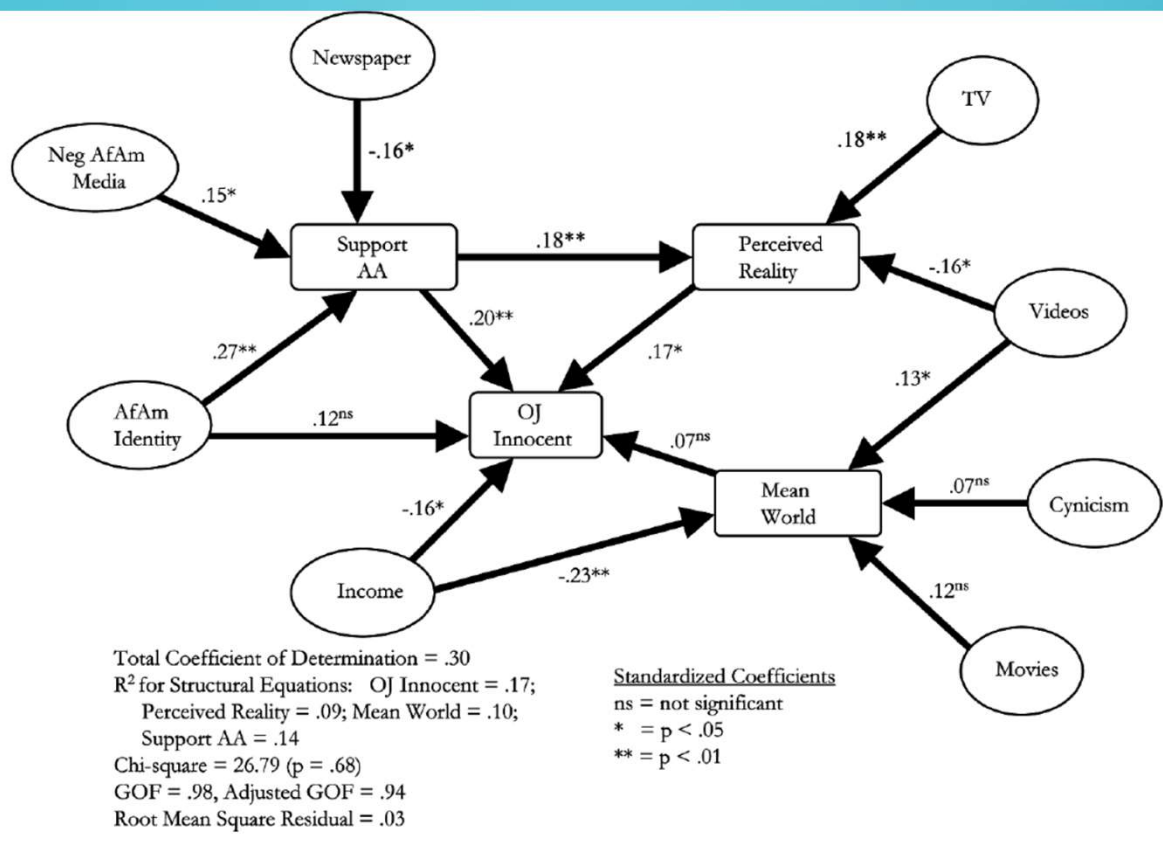 Newspaper
TV
-.16*
.18**
Neg AfAm
Media
.15*
Support
AA
.18**
Perceived
Reality
-.16*
Videos
.20**
.17*
.27**
.13*
AfAm
Identity
.12ns
OJ
Innocent
.07ns
Mean
World
.07ns
Cynicism
-.16*
-.23**
.12ns
Income
Movies
Total Coefficient of Determination = .30
R² for Structural Equations: OJ Innocent = .17;
Perceived Reality = .09; Mean World = .10;
Support AA = .14
Chi-square = 26.79 (p = .68)
GOF = .98, Adjusted GOF = .94
Root Mean Square Residual = .03
Standardized Coefficients
ns = not significant
* = p < .05
** = p < .01